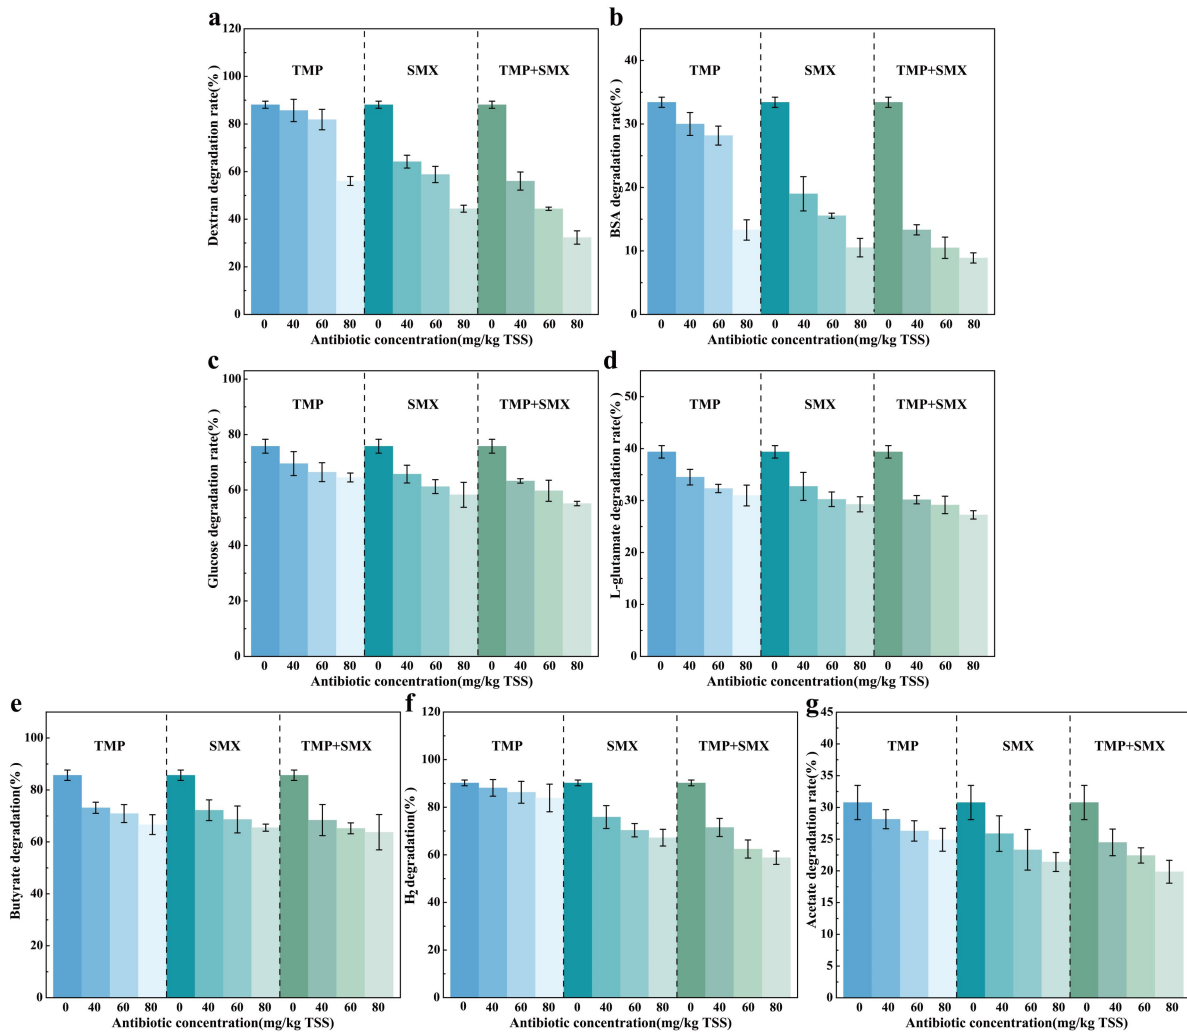 a
Dextran degradation rate(%)
120
100
80
60
40
20
0
TMP
SMX
TMP+SMX
0 40 60 80 0 40 60 80 0 40 60 80
Antibiotic concentration(mg/kg TSS)
b
BSA degradation rate(%)
40
30
20
10
0
TMP
SMX
TMP+SMX
0 40 60 80 0 40 60 80 0 40 60 80
Antibiotic concentration(mg/kg TSS)
c
Glucose degradation rate(%)
100
80
60
40
20
0
TMP
SMX
TMP+SMX
0 40 60 80 0 40 60 80 0 40 60 80
Antibiotic concentration(mg/kg TSS)
d
L-glutamate degradation rate(%)
50
40
30
20
10
0
TMP
SMX
TMP+SMX
0 40 60 80 0 40 60 80 0 40 60 80
Antibiotic concentration(mg/kg TSS)
e
Butyrate degradation(%)
100
80
60
40
20
0
TMP
SMX
TMP+SMX
0 40 60 80 0 40 60 80 0 40 60 80
Antibiotic concentration(mg/kg TSS)
f
H₂ degradation(%)
120
100
80
60
40
20
0
TMP
SMX
TMP+SMX
0 40 60 80 0 40 60 80 0 40 60 80
Antibiotic concentration(mg/kg TSS)
g
Acetate degradation rate(%)
45
40
35
30
25
20
15
10
5
0
TMP
SMX
TMP+SMX
0 40 60 80 0 40 60 80 0 40 60 80
Antibiotic concentration(mg/kg TSS)